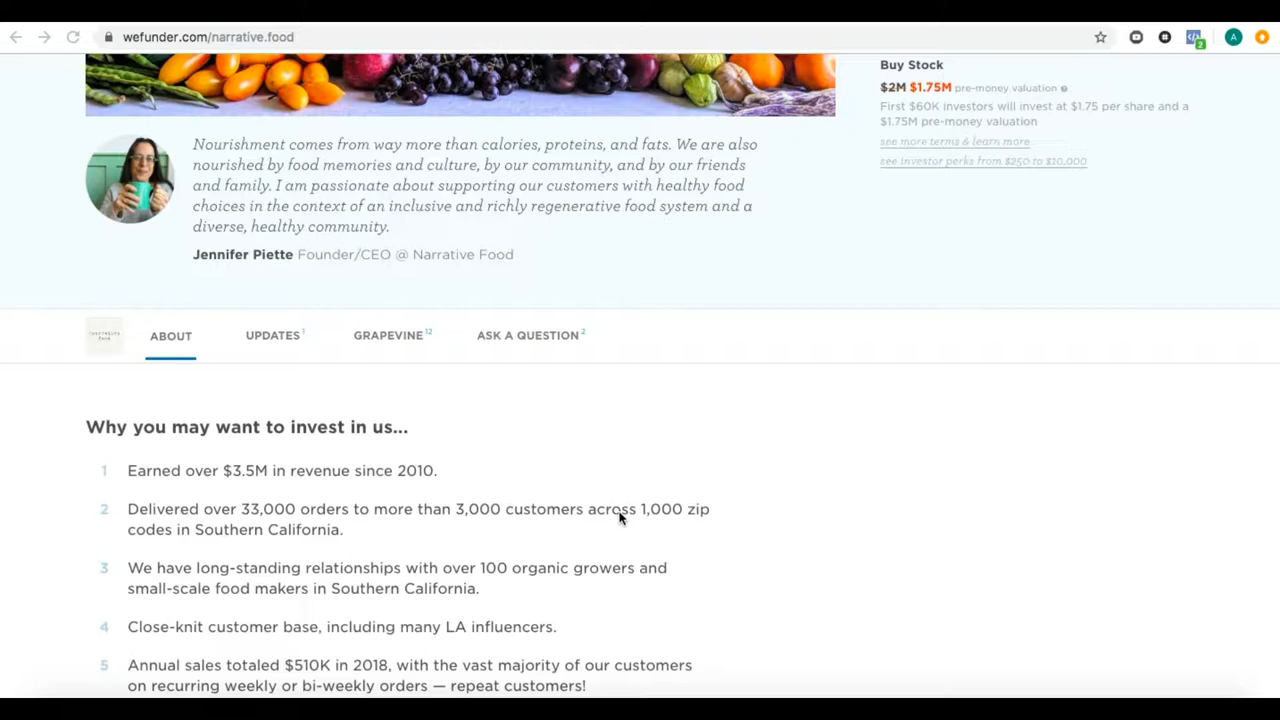 wefunder.com/narrative.food
2
A
Buy Stock
$2M $1.75M pre-money valuation
First $60K investors will invest at $1.75 per share and a
$1.75M pre-money valuation
see more terms & learn more
see investor perks from $250 to $10,000
Nourishment comes from way more than calories, proteins, and fats. We are also
nourished by food memories and culture, by our community, and by our friends
and family. I am passionate about supporting our customers with healthy food
choices in the context of an inclusive and richly regenerative food system and a
diverse, healthy community.
Jennifer Piette Founder/CEO @ Narrative Food
narrative
food
ABOUT UPDATES 1 GRAPEVINE 12 ASK A QUESTION 2
Why you may want to invest in us...
1 Earned over $3.5M in revenue since 2010.
2 Delivered over 33,000 orders to more than 3,000 customers across 1,000 zip
codes in Southern California.
3 We have long-standing relationships with over 100 organic growers and
small-scale food makers in Southern California.
4 Close-knit customer base, including many LA influencers.
5 Annual sales totaled $510K in 2018, with the vast majority of our customers
on recurring weekly or bi-weekly orders — repeat customers!